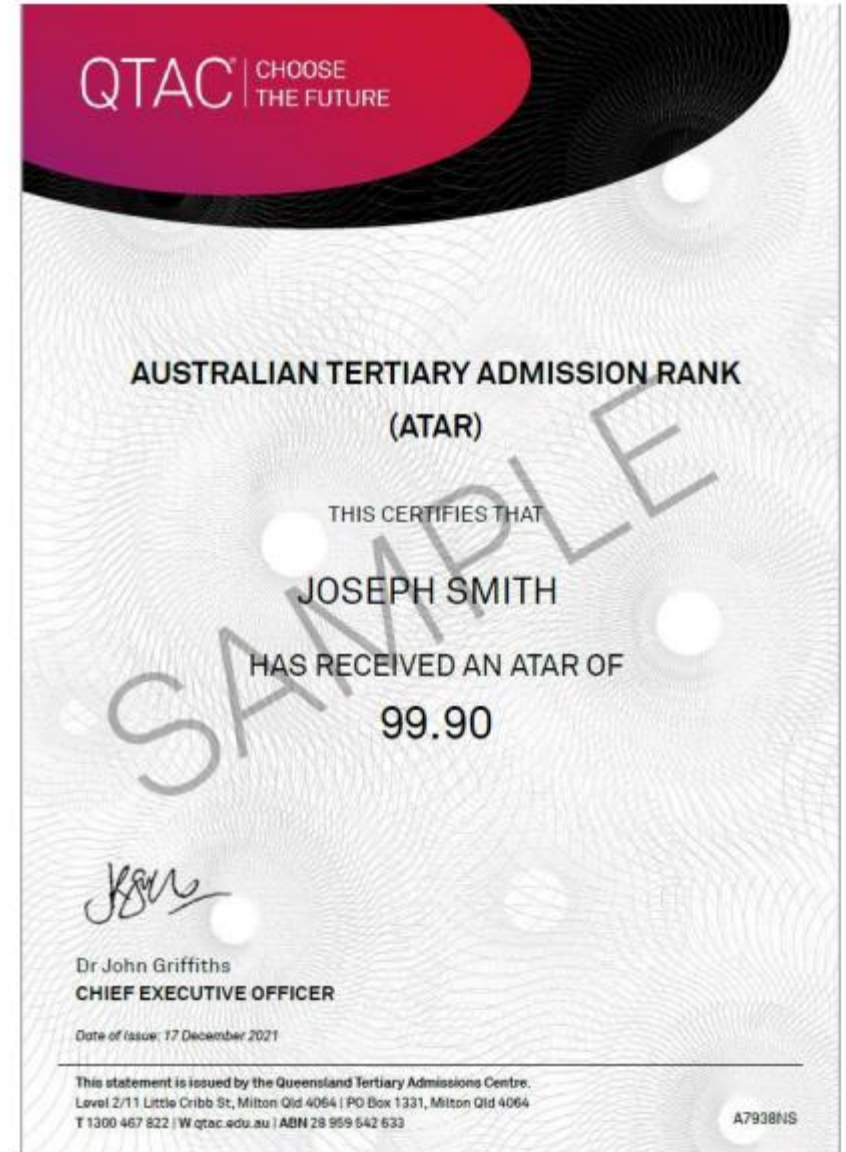 QTAC
CHOOSE
THE FUTURE
AUSTRALIAN TERTIARY ADMISSION RANK
(ATAR)
THIS CERTIFIES THAT
JOSEPH SMITH
HAS RECEIVED AN ATAR OF
99.90
SAMPLE
Dr John Griffiths
CHIEF EXECUTIVE OFFICER
Date of Issue: 17 December 2021
This statement is issued by the Queensland Tertiary Admissions Centre.
Level 2/11 Little Cribb St, Milton Qld 4064 | PO Box 1331, Milton Qld 4064
T 1300 467 822 | W qtac.edu.au | ABN 28 959 542 633
A7938NS